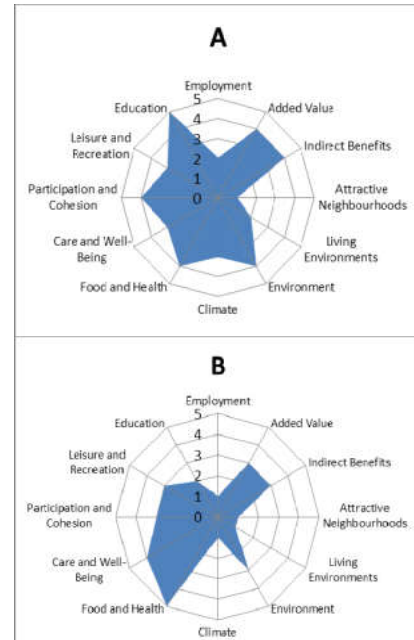 A
Employment
5
4
3
2
1
0
Added Value
Indirect Benefits
Attractive
Neighbourhoods
Living
Environments
Environment
Climate
Food and Health
Care and Well-
Being
Participation and
Cohesion
Leisure and
Recreation
Education
B
Employment
5
4
3
2
1
0
Added Value
Indirect Benefits
Attractive
Neighbourhoods
Living
Environments
Environment
Climate
Food and Health
Care and Well-
Being
Participation and
Cohesion
Leisure and
Recreation
Education